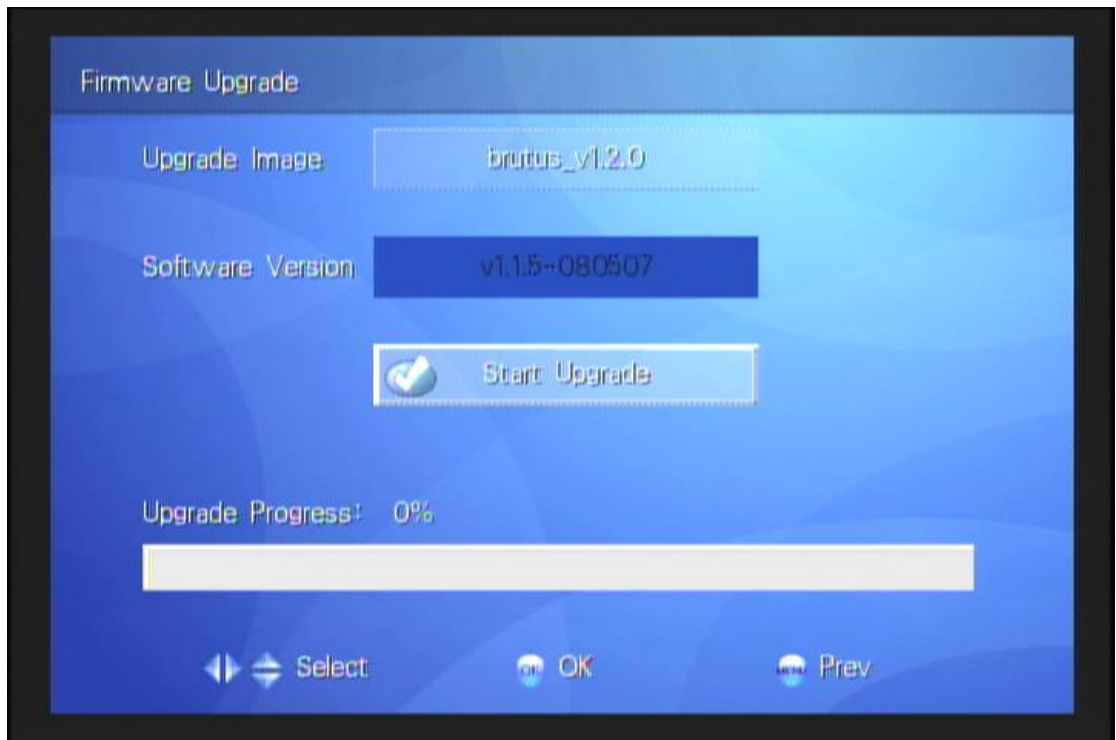 Firmware Upgrade
Upgrade Image brutus_v1.2.0
Software Version v1.1.5-080507
Start Upgrade
Upgrade Progress: 0%
Select OK OK Prev